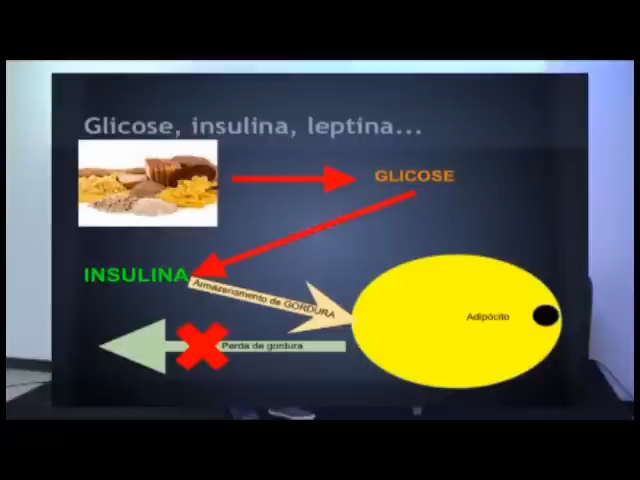 Glicose, insulina, leptina...
GLICOSE
INSULINA
Armazenamento de GORDURA
Adipócito
Perda de gordura